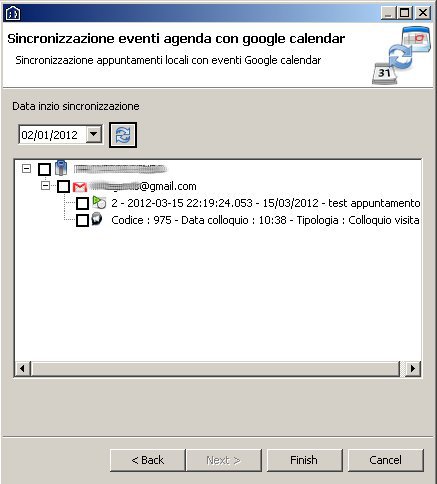 Sincronizzazione eventi agenda con google calendar
Sincronizzazione appuntamenti locali con eventi Google calendar
31
Data inzio sincronizzazione
02/01/2012
@gmail.com
2 - 2012-03-15 22:19:24.053 - 15/03/2012 - test appuntamento
Codice : 975 - Data colloquio : 10:38 - Tipologia : Colloquio visita
< Back
Next >
Finish
Cancel